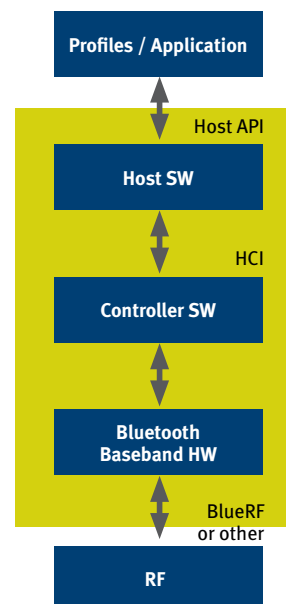 Profiles / Application
Host API
Host SW
HCI
Controller SW
Bluetooth
Baseband HW
BlueRF
or other
RF